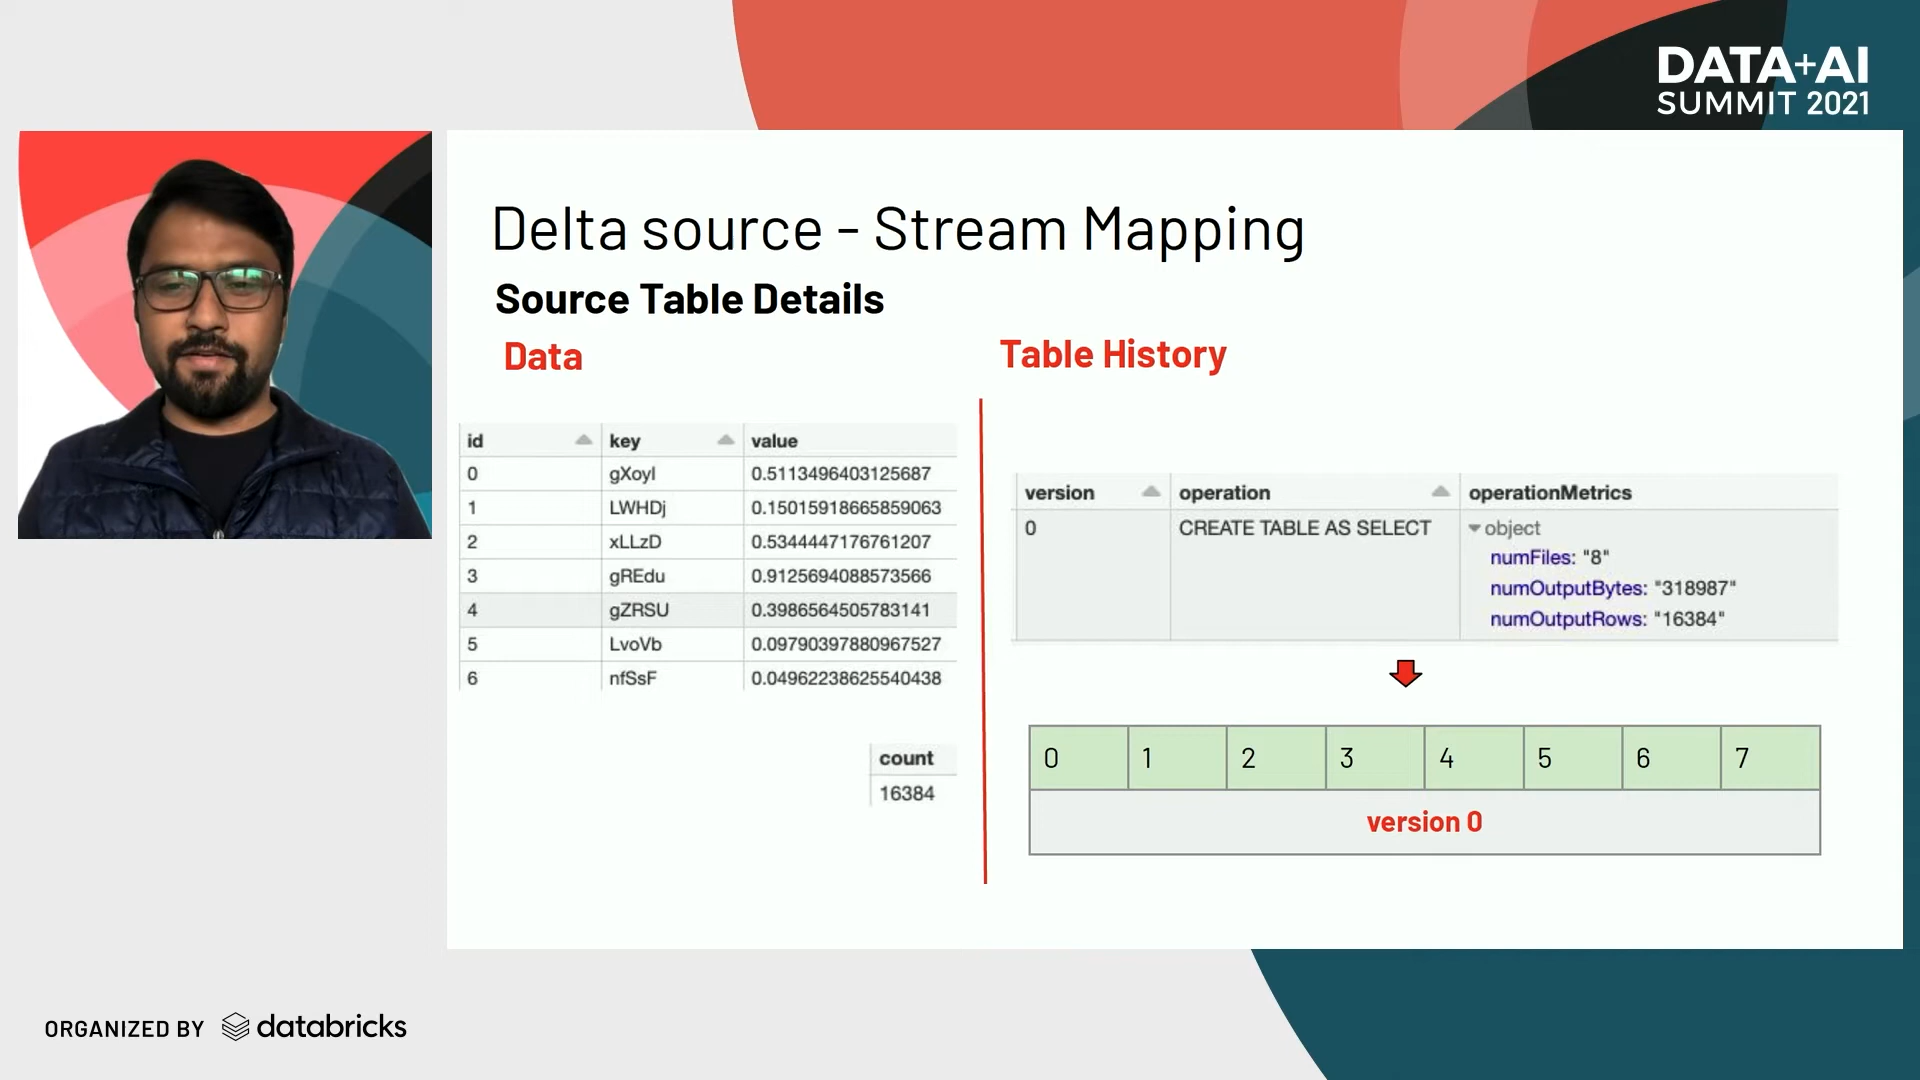 DATA+AI
SUMMIT 2021
Delta source - Stream Mapping
Source Table Details
Data
Table History
id key value
0 gXoyl 0.5113496403125687
1 LWHDj 0.15015918665859063
2 xLLzD 0.5344447176761207
3 gREdu 0.9125694088573566
4 gZRSU 0.3986564505783141
5 LvoVb 0.09790397880967527
6 nfSsF 0.04962238625540438
count
16384
version operation operationMetrics
0 CREATE TABLE AS SELECT object
numFiles: "8"
numOutputBytes: "318987"
numOutputRows: "16384"
0 1 2 3 4 5 6 7
version 0
ORGANIZED BY databricks